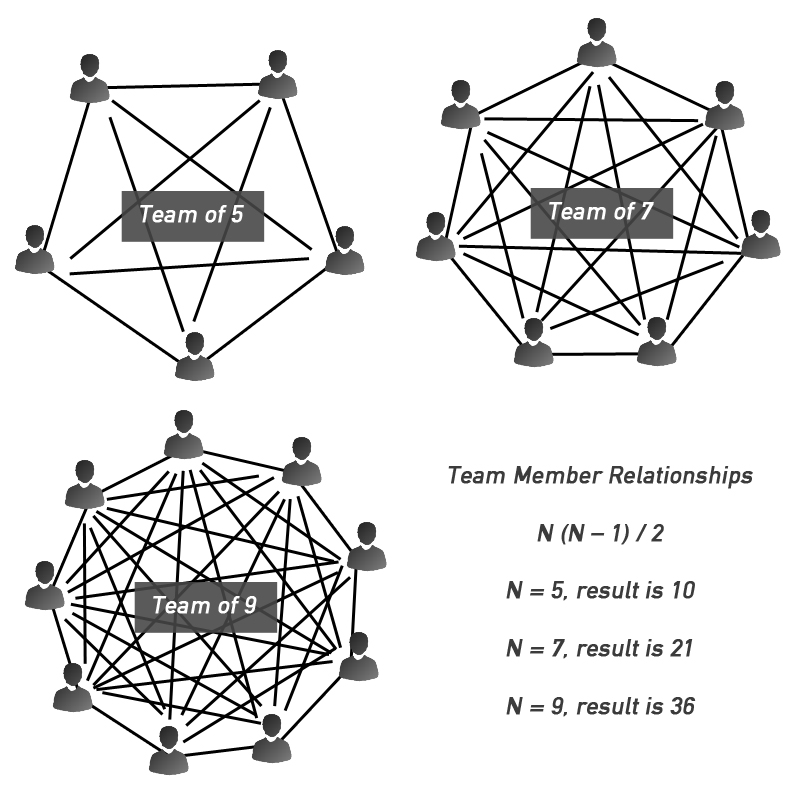 Team of 5
Team of 7
Team of 9
Team Member Relationships
N (N – 1) / 2
N = 5, result is 10
N = 7, result is 21
N = 9, result is 36